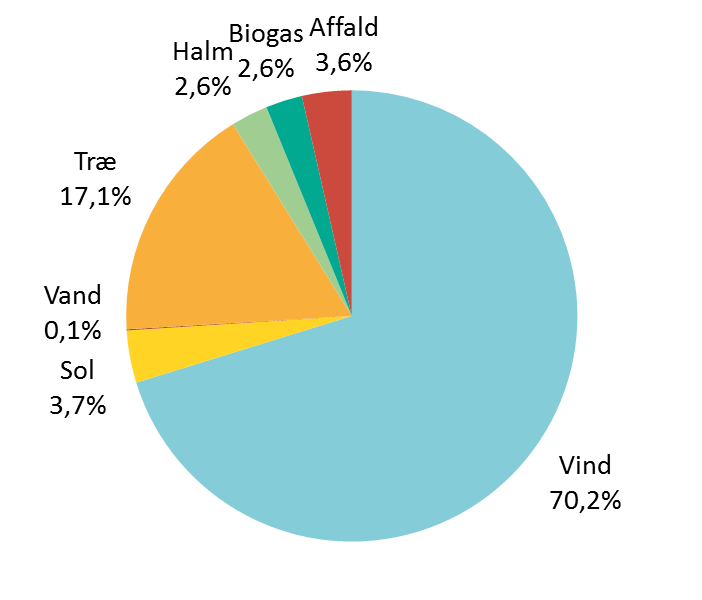 Affald
3,6%
Biogas
2,6%
Halm
2,6%
Træ
17,1%
Vand
0,1%
Sol
3,7%
Vind
70,2%